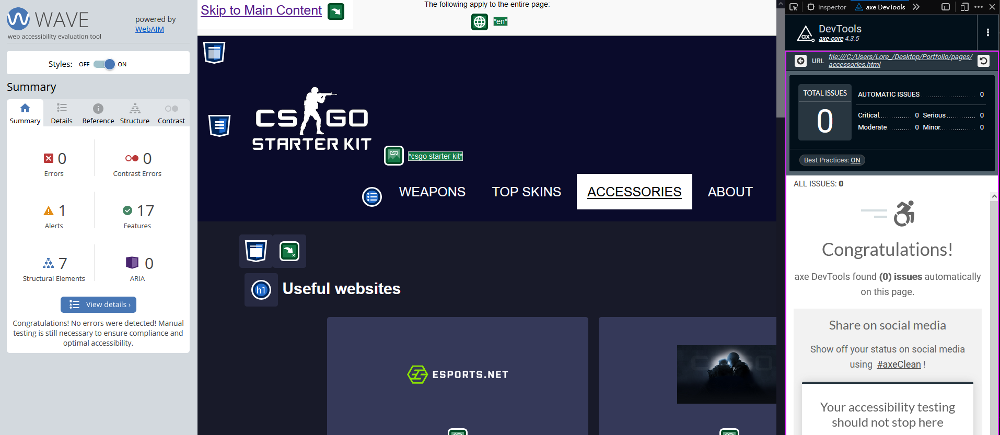 WAVE
powered by
WebAIM
web accessibility evaluation tool
Styles: OFF ON
Summary
Summary Details Reference Structure Contrast
0 0
Errors Contrast Errors
1 17
Alerts Features
7 0
Structural Elements ARIA
View details ›
Congratulations! No errors were detected! Manual
testing is still necessary to ensure compliance and
optimal accessibility.
Skip to Main Content
The following apply to the entire page:
*en*
CS GO
STARTER KIT
*csgo starter kit*
WEAPONS TOP SKINS ACCESSORIES ABOUT
h1 Useful websites
ESPORTS.NET
CS GO
Inspector axe DevTools
ax DevTools
axe-core 4.3.5
URL file:///C:/Users/Lore_/Desktop/Portfolio/pages/
accessories.html
TOTAL ISSUES
0
AUTOMATIC ISSUES 0
Critical 0 Serious 0
Moderate 0 Minor 0
Best Practices: ON
ALL ISSUES: 0
Congratulations!
axe DevTools found (0) issues automatically
on this page.
Share on social media
Show off your status on social media
using #axeClean !
Your accessibility testing
should not stop here